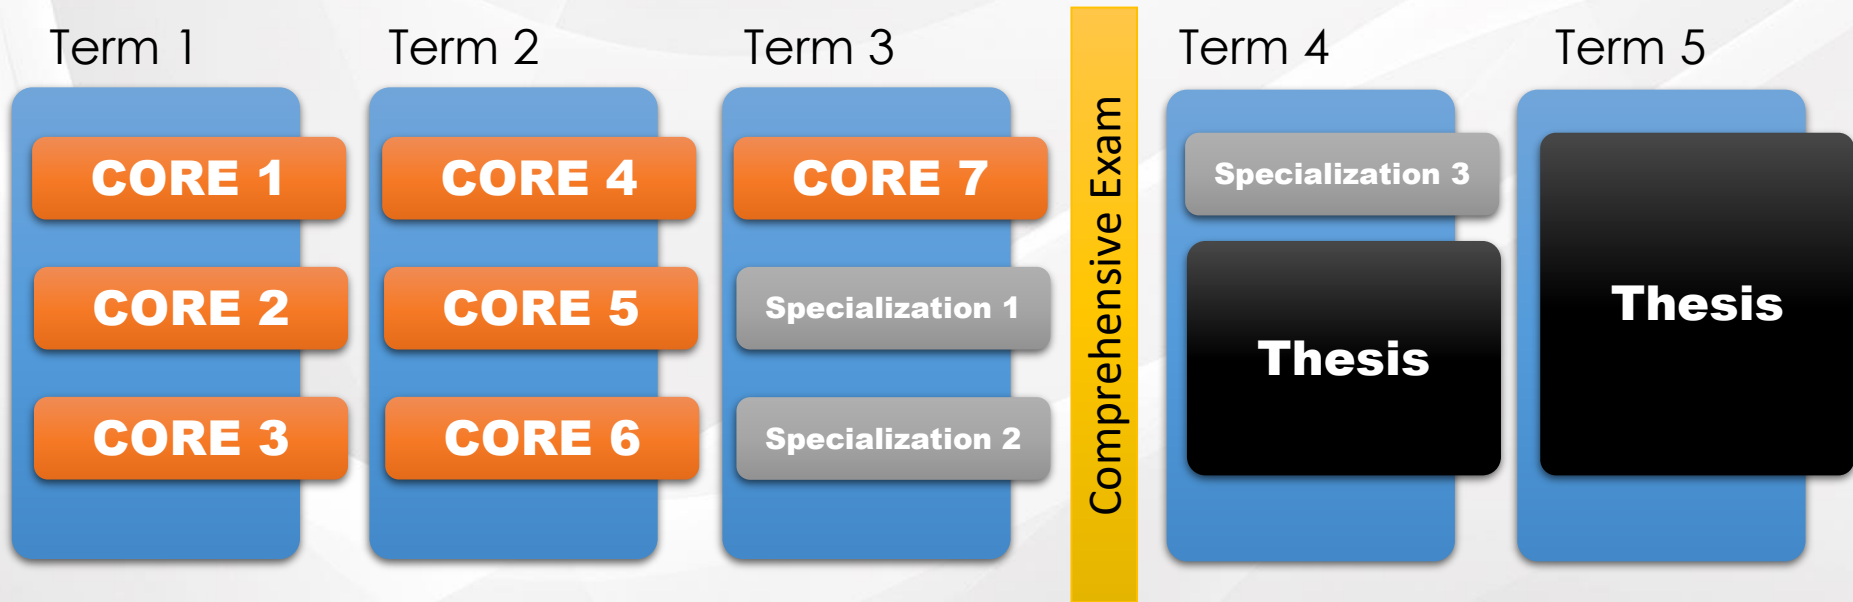 Term 1
CORE 1
CORE 2
CORE 3
Term 2
CORE 4
CORE 5
CORE 6
Term 3
CORE 7
Specialization 1
Specialization 2
Comprehensive Exam
Term 4
Specialization 3
Thesis
Term 5
Thesis